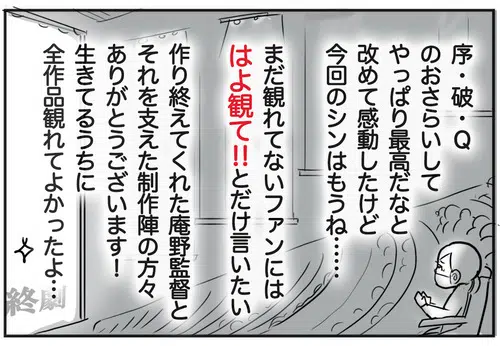 序・破・Q
のおさらいして
やっぱり最高だなと
改めて感動したけど
今回のシンはもうね……
まだ観れてないファンには
はよ観て!!とだけ言いたい
作り終えてくれた庵野監督と
それを支えた制作陣の方々
ありがとうございます!
生きてるうちに
全作品観れてよかったよ…
終劇